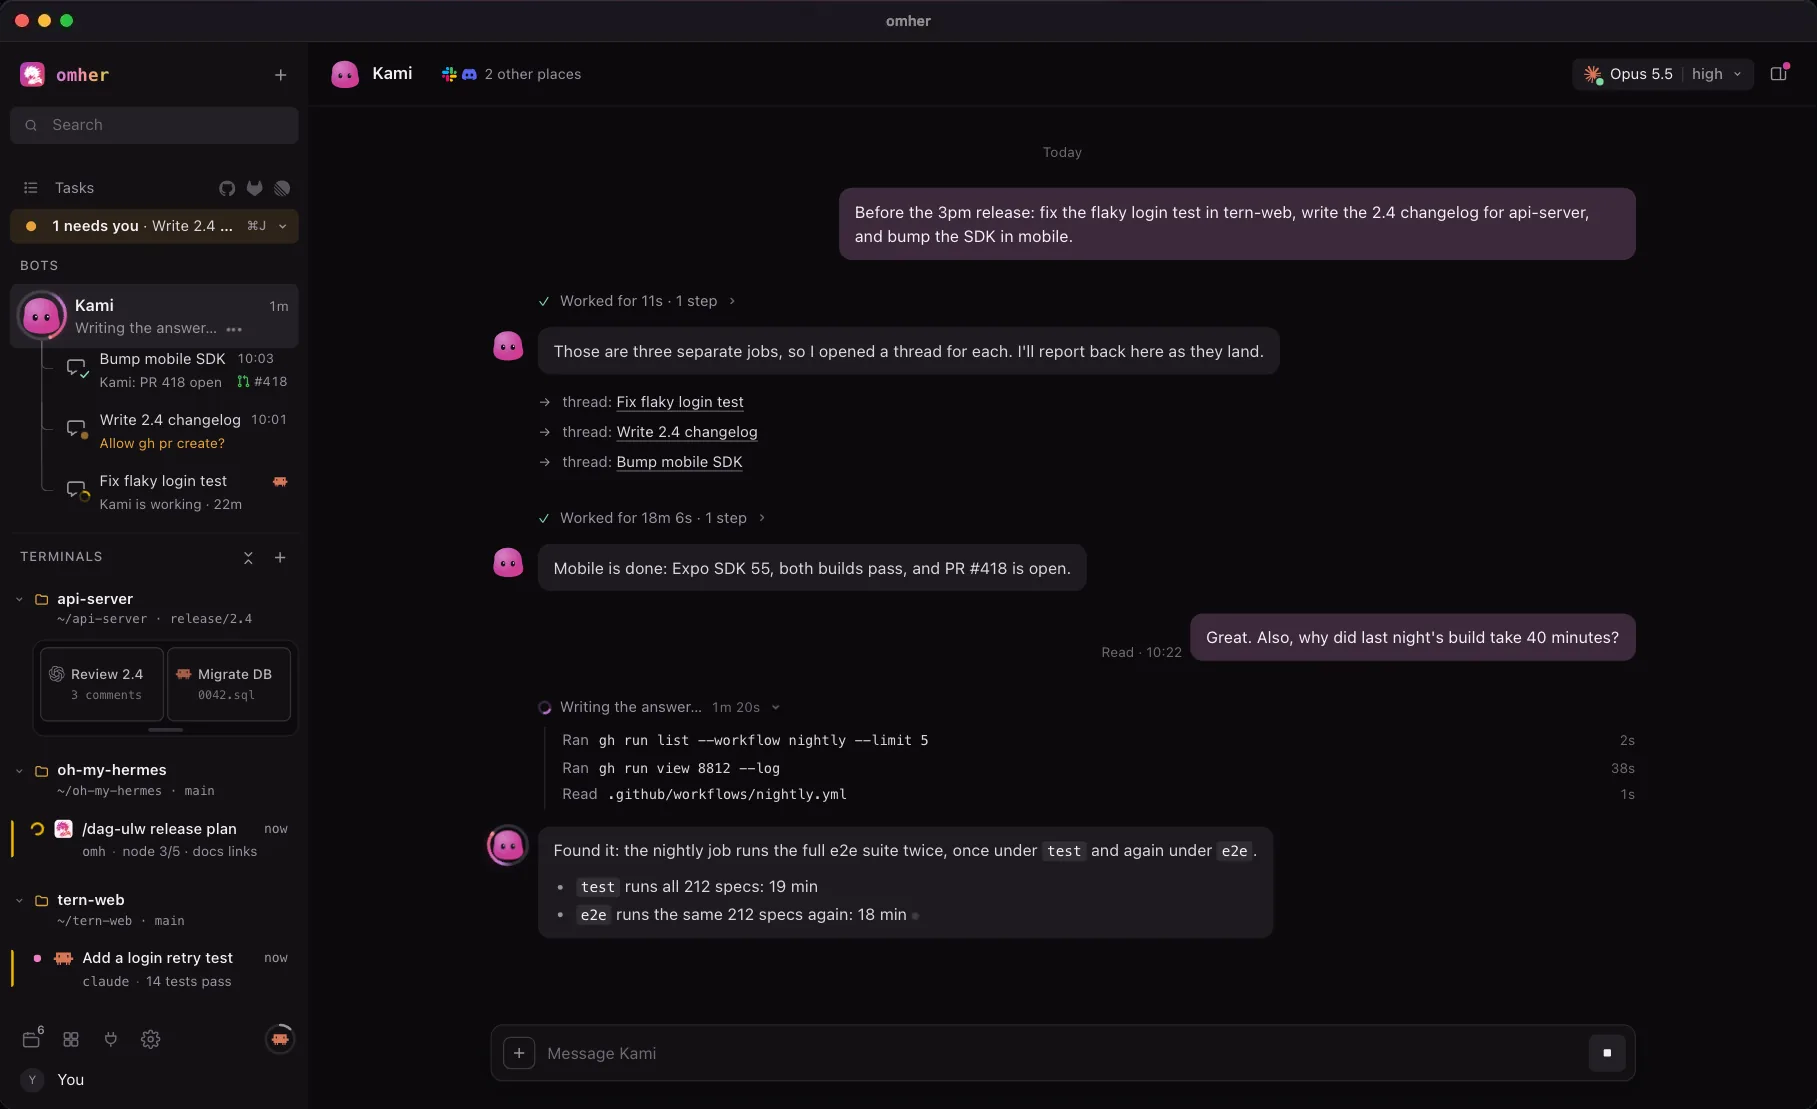 omher
omher
Search
Tasks
1 needs you · Write 2.4 ... ⌘J
BOTS
Kami 1m
Writing the answer...
Bump mobile SDK 10:03
Kami: PR 418 open #418
Write 2.4 changelog 10:01
Allow gh pr create?
Fix flaky login test
Kami is working · 22m
TERMINALS
api-server
~/api-server · release/2.4
Review 2.4
3 comments
Migrate DB
0042.sql
oh-my-hermes
~/oh-my-hermes · main
/dag-ulw release plan now
omh · node 3/5 · docs links
tern-web
~/tern-web · main
Add a login retry test now
claude · 14 tests pass
6
Y You
Kami 2 other places
Opus 5.5 high
Today
Before the 3pm release: fix the flaky login test in tern-web, write the 2.4 changelog for api-server,
and bump the SDK in mobile.
Worked for 11s · 1 step
Those are three separate jobs, so I opened a thread for each. I'll report back here as they land.
→ thread: Fix flaky login test
→ thread: Write 2.4 changelog
→ thread: Bump mobile SDK
Worked for 18m 6s · 1 step
Mobile is done: Expo SDK 55, both builds pass, and PR #418 is open.
Great. Also, why did last night's build take 40 minutes?
Read · 10:22
Writing the answer... 1m 20s
Ran gh run list --workflow nightly --limit 5 2s
Ran gh run view 8812 --log 38s
Read .github/workflows/nightly.yml 1s
Found it: the nightly job runs the full e2e suite twice, once under test and again under e2e.
• test runs all 212 specs: 19 min
• e2e runs the same 212 specs again: 18 min
Message Kami